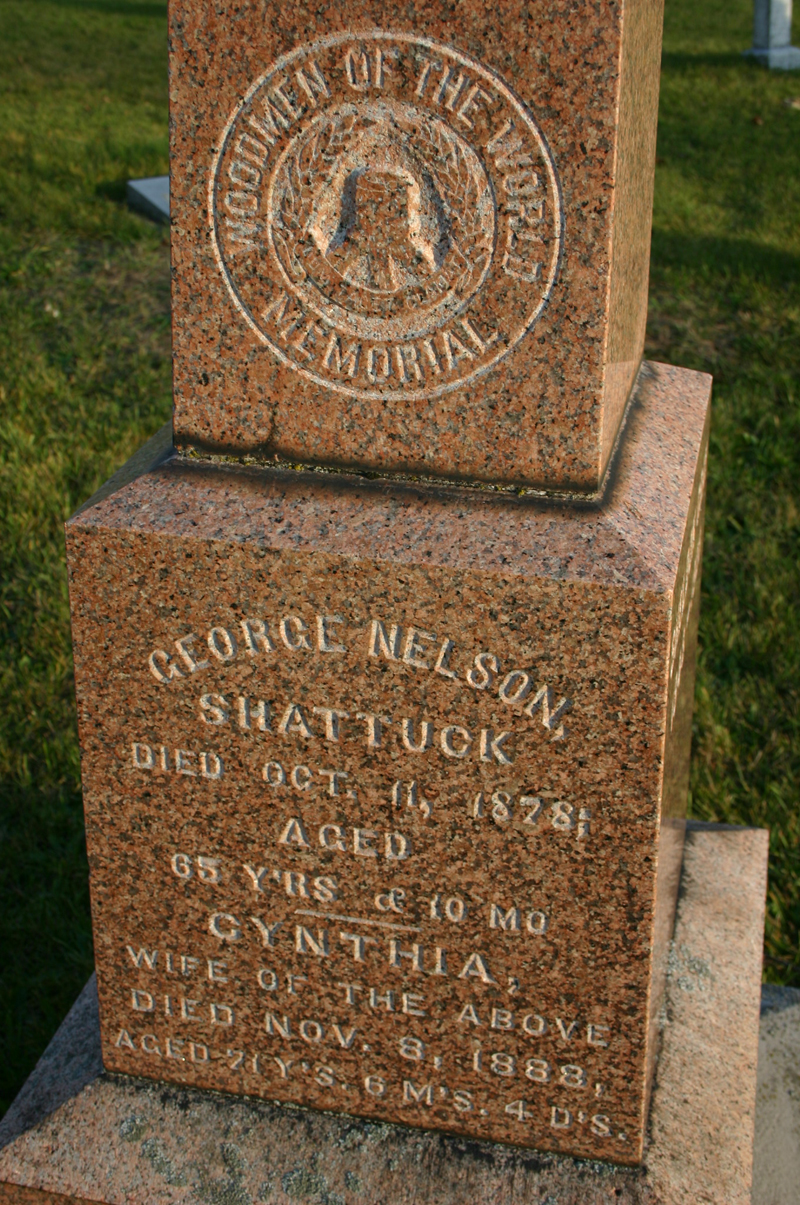 WOODMEN OF THE WORLD
MEMORIAL
GEORGE NELSON,
SHATTUCK
DIED OCT. 11, 1878;
AGED
65 Y'RS & 10 MO
CYNTHIA,
WIFE OF THE ABOVE
DIED NOV. 8, 1888,
AGED 71 Y'S. 6 M'S. 4 D'S.